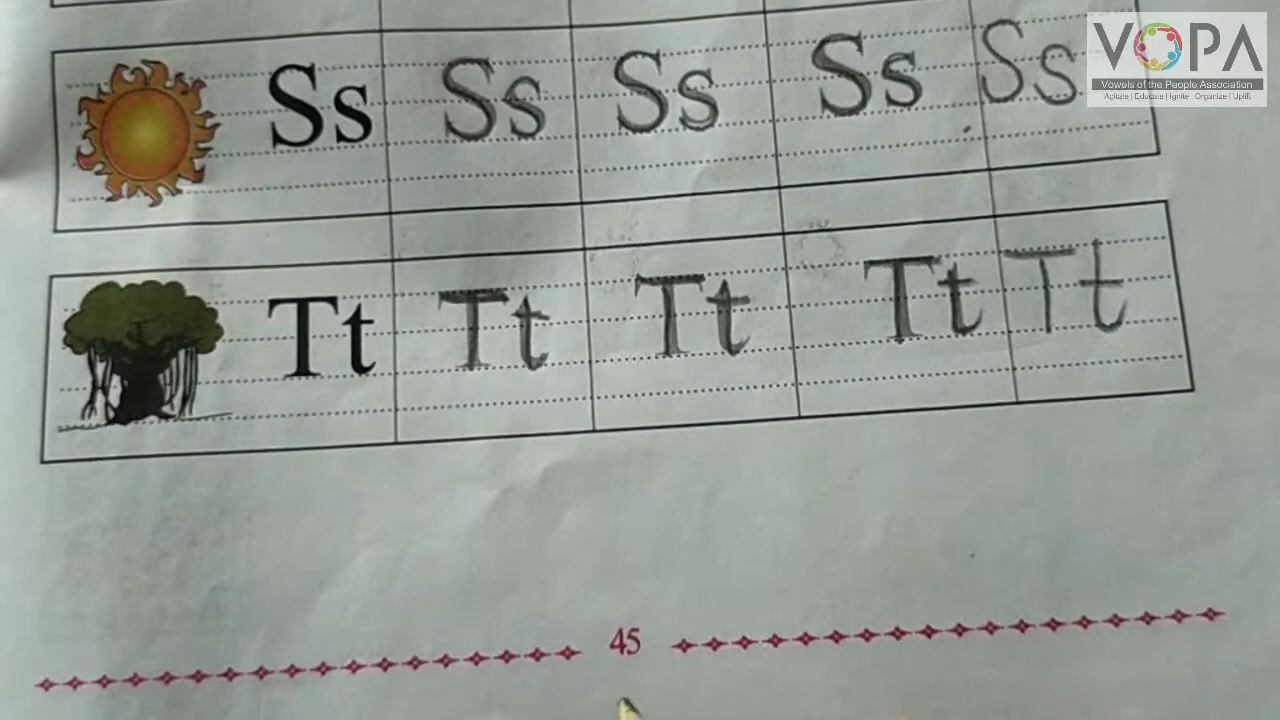 Ss Ss Ss Ss Ss
Tt Tt Tt Tt Tt
45
VOPA
Vowels of the People Association
Agitate | Educate | Ignite | Organize | Uplift